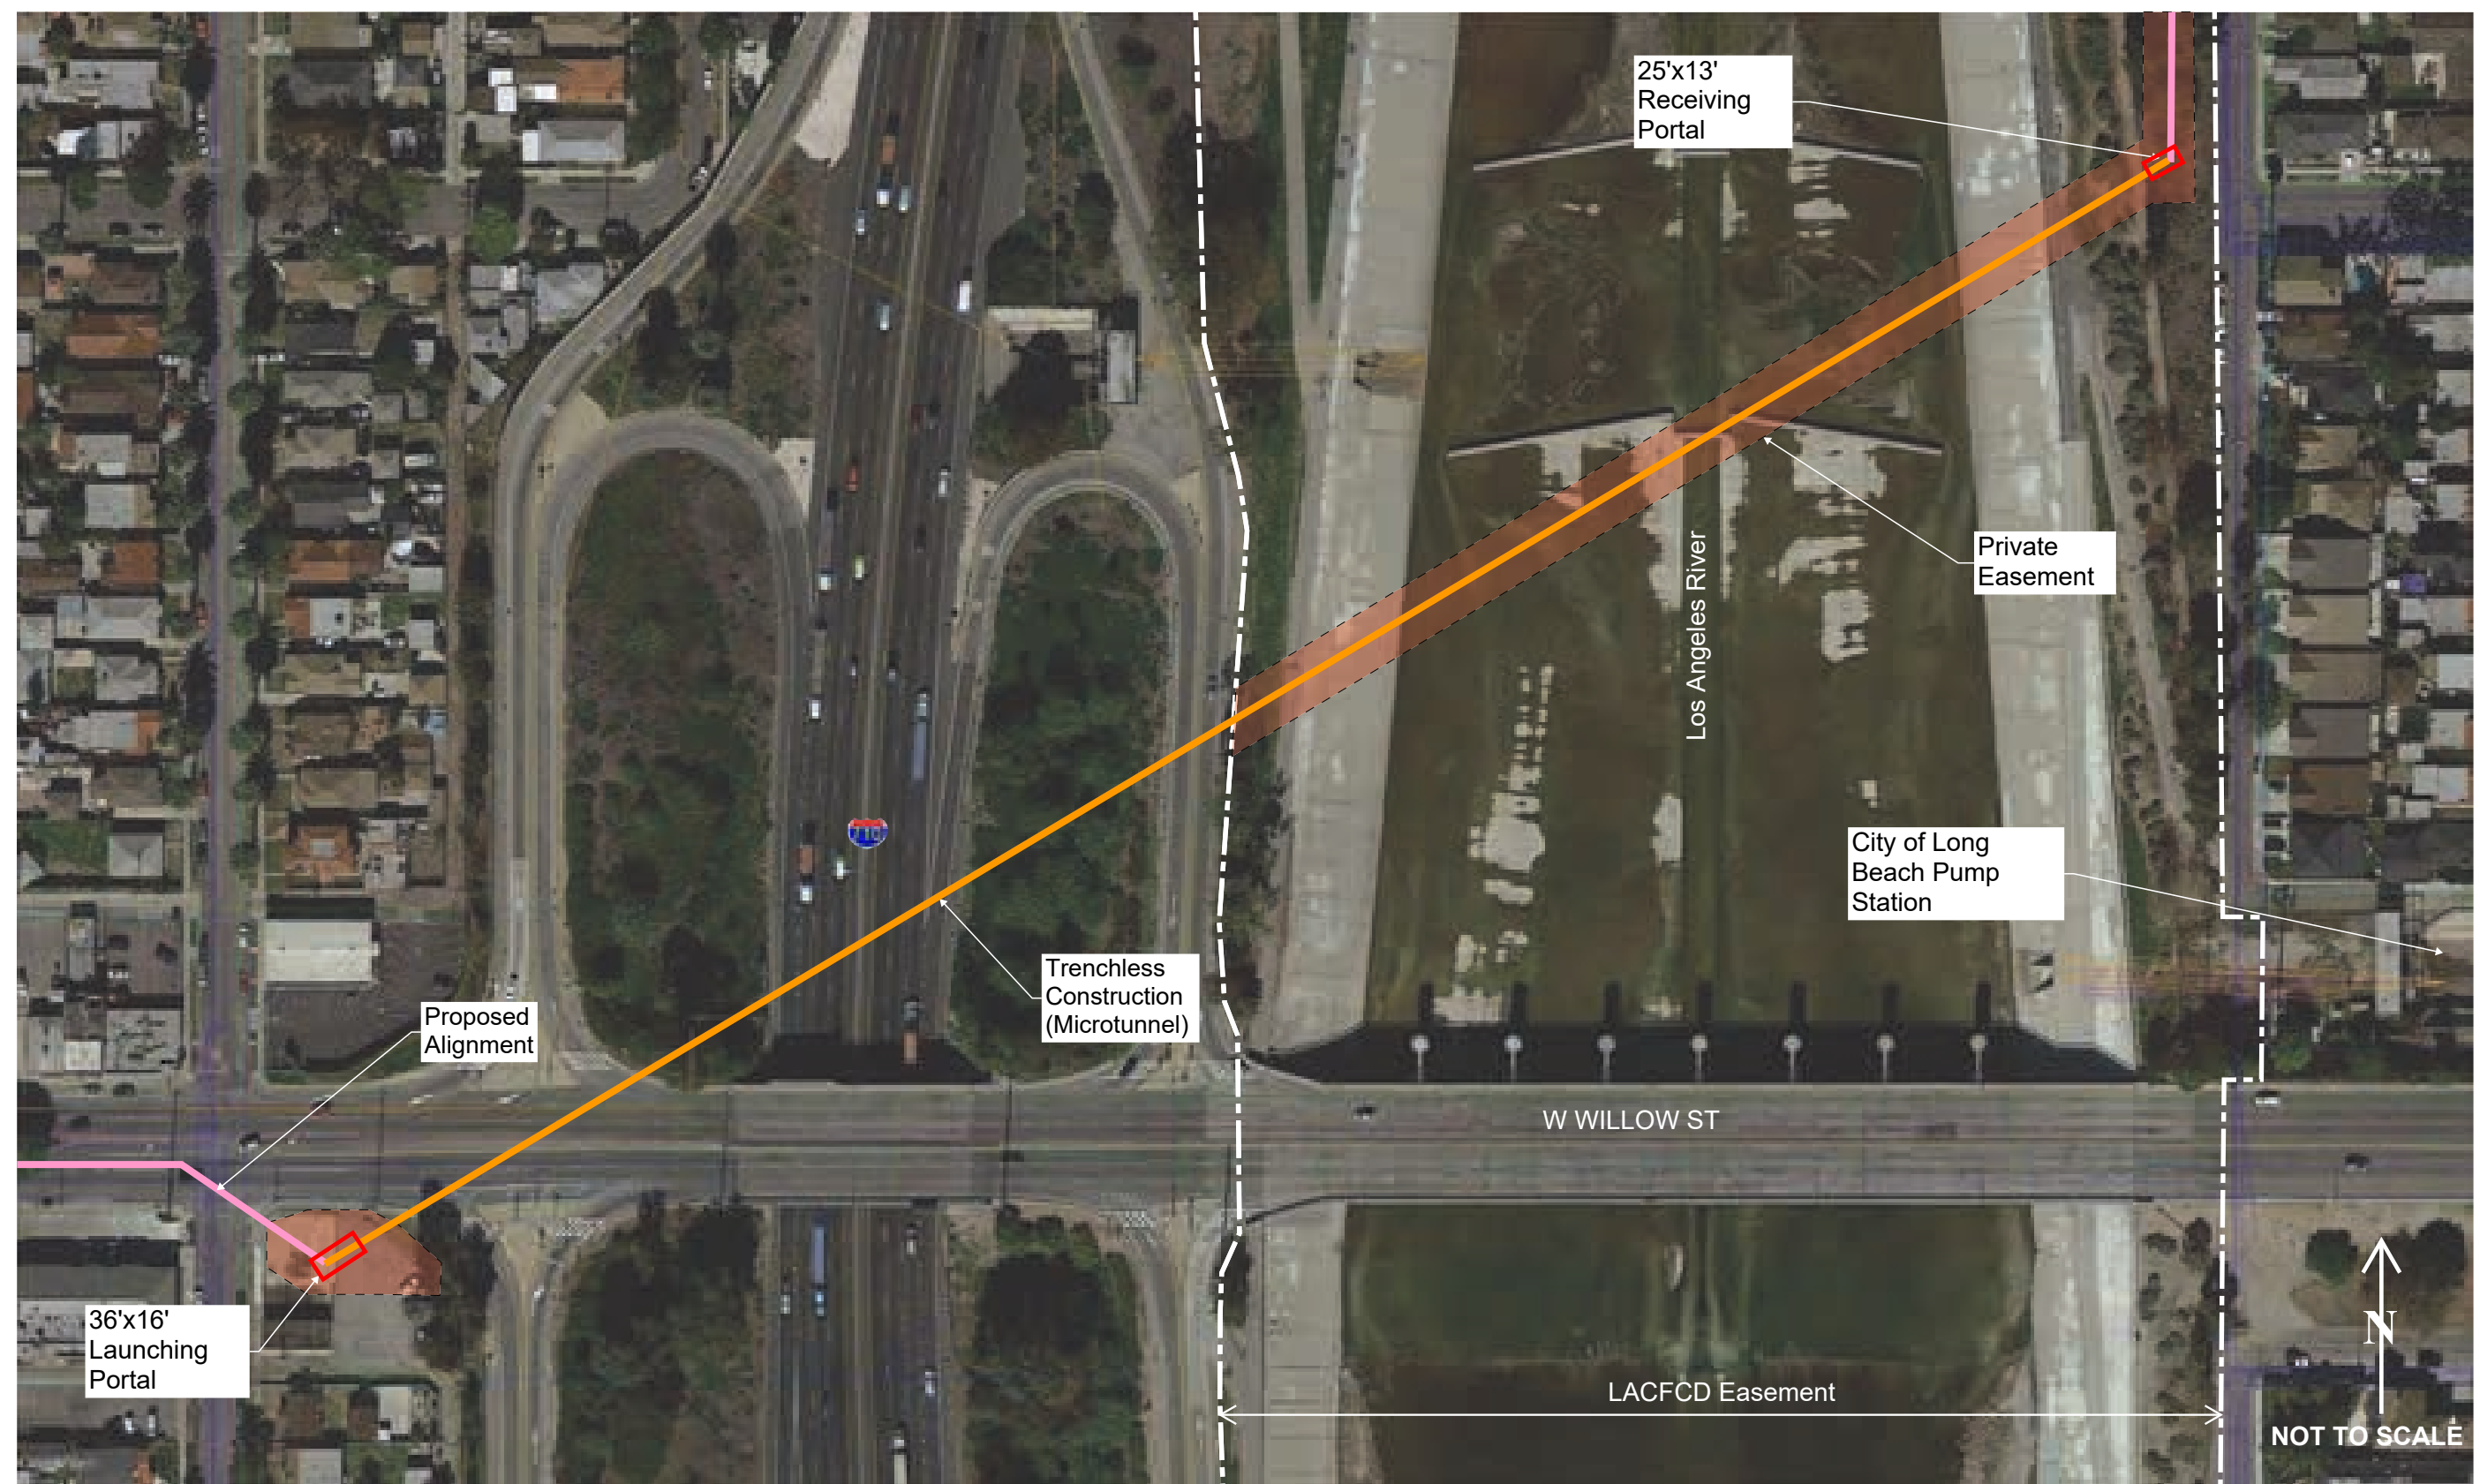 25'x13'
Receiving
Portal
Los Angeles River
Private
Easement
710
City of Long
Beach Pump
Station
Trenchless
Construction
(Microtunnel)
Proposed
Alignment
W WILLOW ST
36'x16'
Launching
Portal
LACFCD Easement
N
NOT TO SCALE